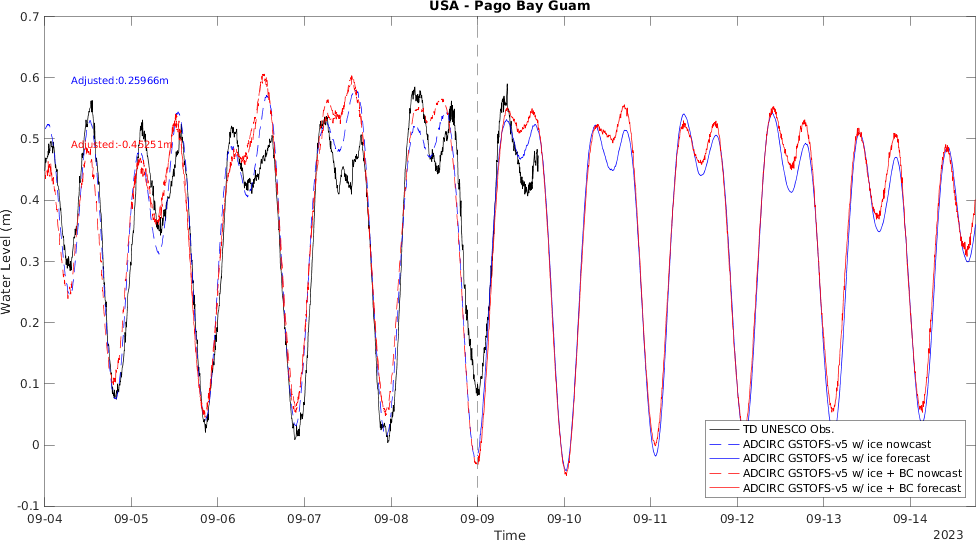 USA - Pago Bay Guam
0.7
0.6
0.5
0.4
0.3
0.2
0.1
0
-0.1
Water Level (m)
Adjusted:0.25966m
Adjusted:-0.45251m
TD UNESCO Obs.
ADCIRC GSTOFS-v5 w/ ice nowcast
ADCIRC GSTOFS-v5 w/ ice forecast
ADCIRC GSTOFS-v5 w/ ice + BC nowcast
ADCIRC GSTOFS-v5 w/ ice + BC forecast
09-04 09-05 09-06 09-07 09-08 09-09 09-10 09-11 09-12 09-13 09-14
Time
2023